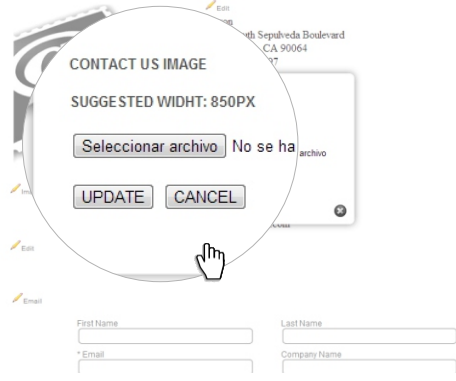 Edit
th Sepulveda Boulevard
CA 90064
CONTACT US IMAGE
SUGGESTED WIDHT: 850PX
Seleccionar archivo No se ha archivo
UPDATE CANCEL
.com
Edit
Email
First Name Last Name
* Email Company Name